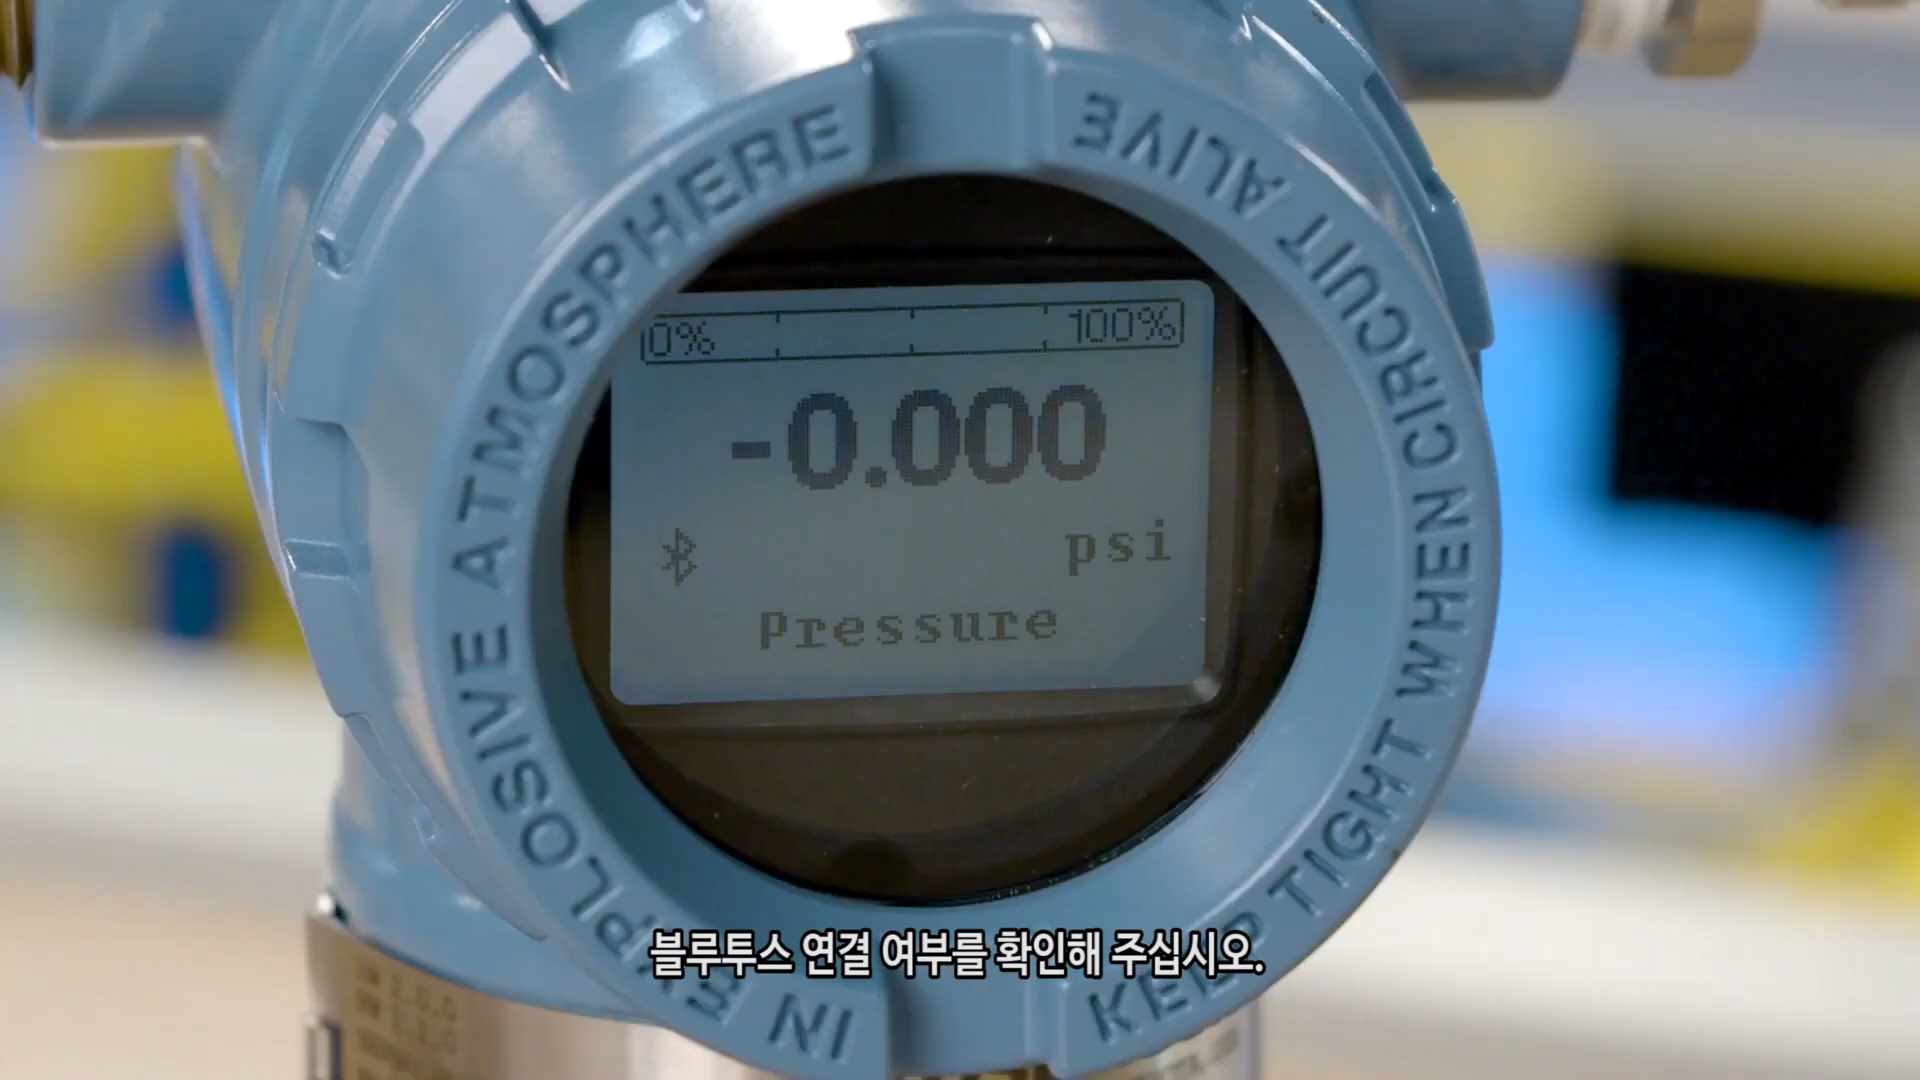 KEEP TIGHT WHEN CIRCUIT ALIVE
IN EXPLOSIVE ATMOSPHERE
0% 100%
-0.000
psi
Pressure
블루투스 연결 여부를 확인해 주십시오.